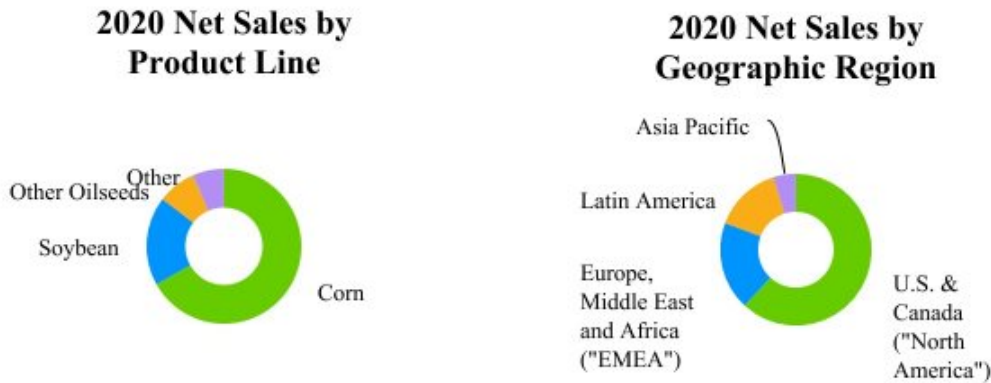 2020 Net Sales by
Product Line
Other
Other Oilseeds
Soybean
Corn
2020 Net Sales by
Geographic Region
Asia Pacific
Latin America
Europe,
Middle East
and Africa
("EMEA")
U.S. &
Canada
("North
America")